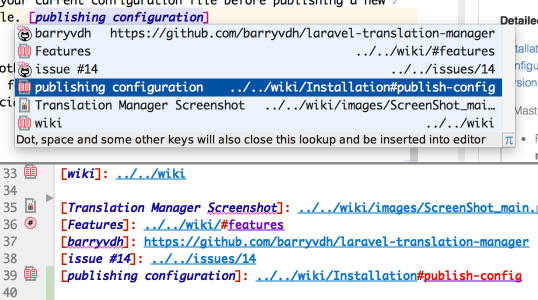 your current configuration file before publishing a new
le. [publishing configuration]
Detailed
barryvdh https://github.com/barryvdh/laravel-translation-manager
Features ../../wiki/#features
issue #14 ../../issues/14
publishing configuration ../../wiki/Installation#publish-config
Translation Manager Screenshot ../../wiki/images/ScreenShot_mai…
wiki ../../wiki
Dot, space and some other keys will also close this lookup and be inserted into editor π
33 [wiki]: ../../wiki
34
35 [Translation Manager Screenshot]: ../../wiki/images/ScreenShot_main.
36 [Features]: ../../wiki/#features
37 [barryvdh]: https://github.com/barryvdh/laravel-translation-manager
38 [issue #14]: ../../issues/14
39 [publishing configuration]: ../../wiki/Installation#publish-config
40